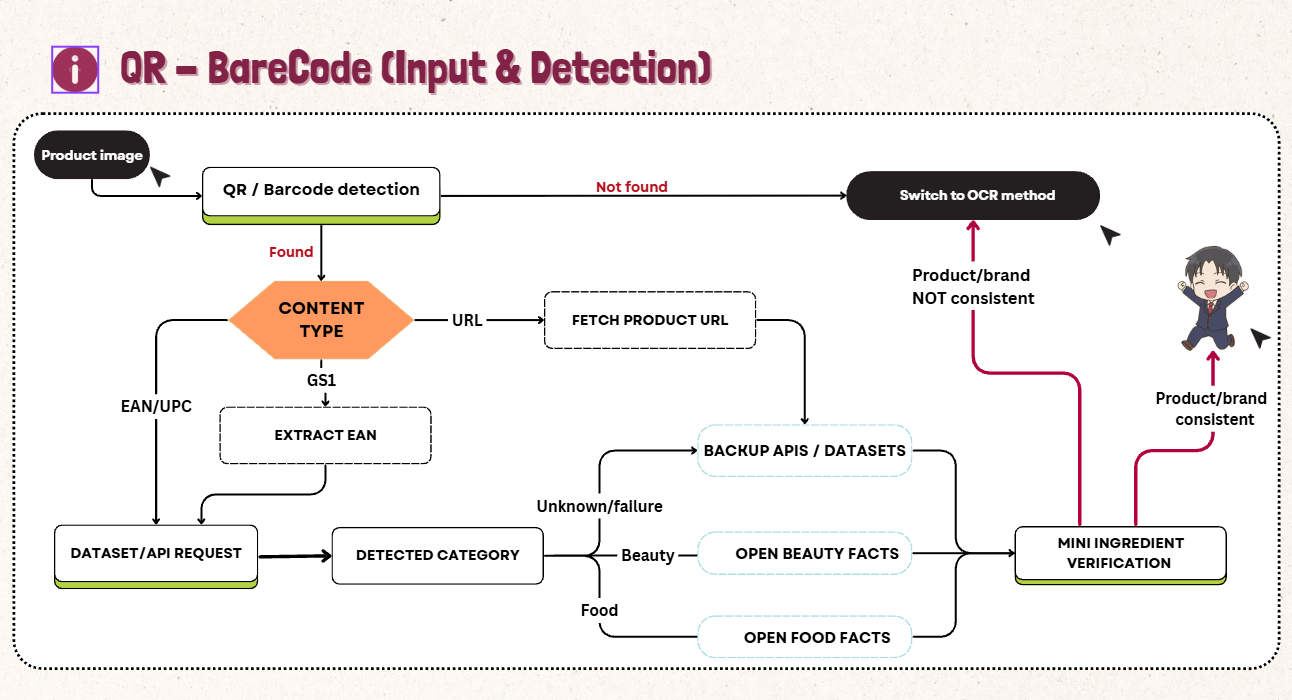 i
QR – BareCode (Input & Detection)
Product image
QR / Barcode detection
Not found
Switch to OCR method
Found
Product/brand
NOT consistent
CONTENT
TYPE
URL
FETCH PRODUCT URL
GS1
EAN/UPC
Product/brand
consistent
EXTRACT EAN
BACKUP APIS / DATASETS
Unknown/failure
DATASET/API REQUEST
DETECTED CATEGORY
Beauty
OPEN BEAUTY FACTS
MINI INGREDIENT
VERIFICATION
Food
OPEN FOOD FACTS